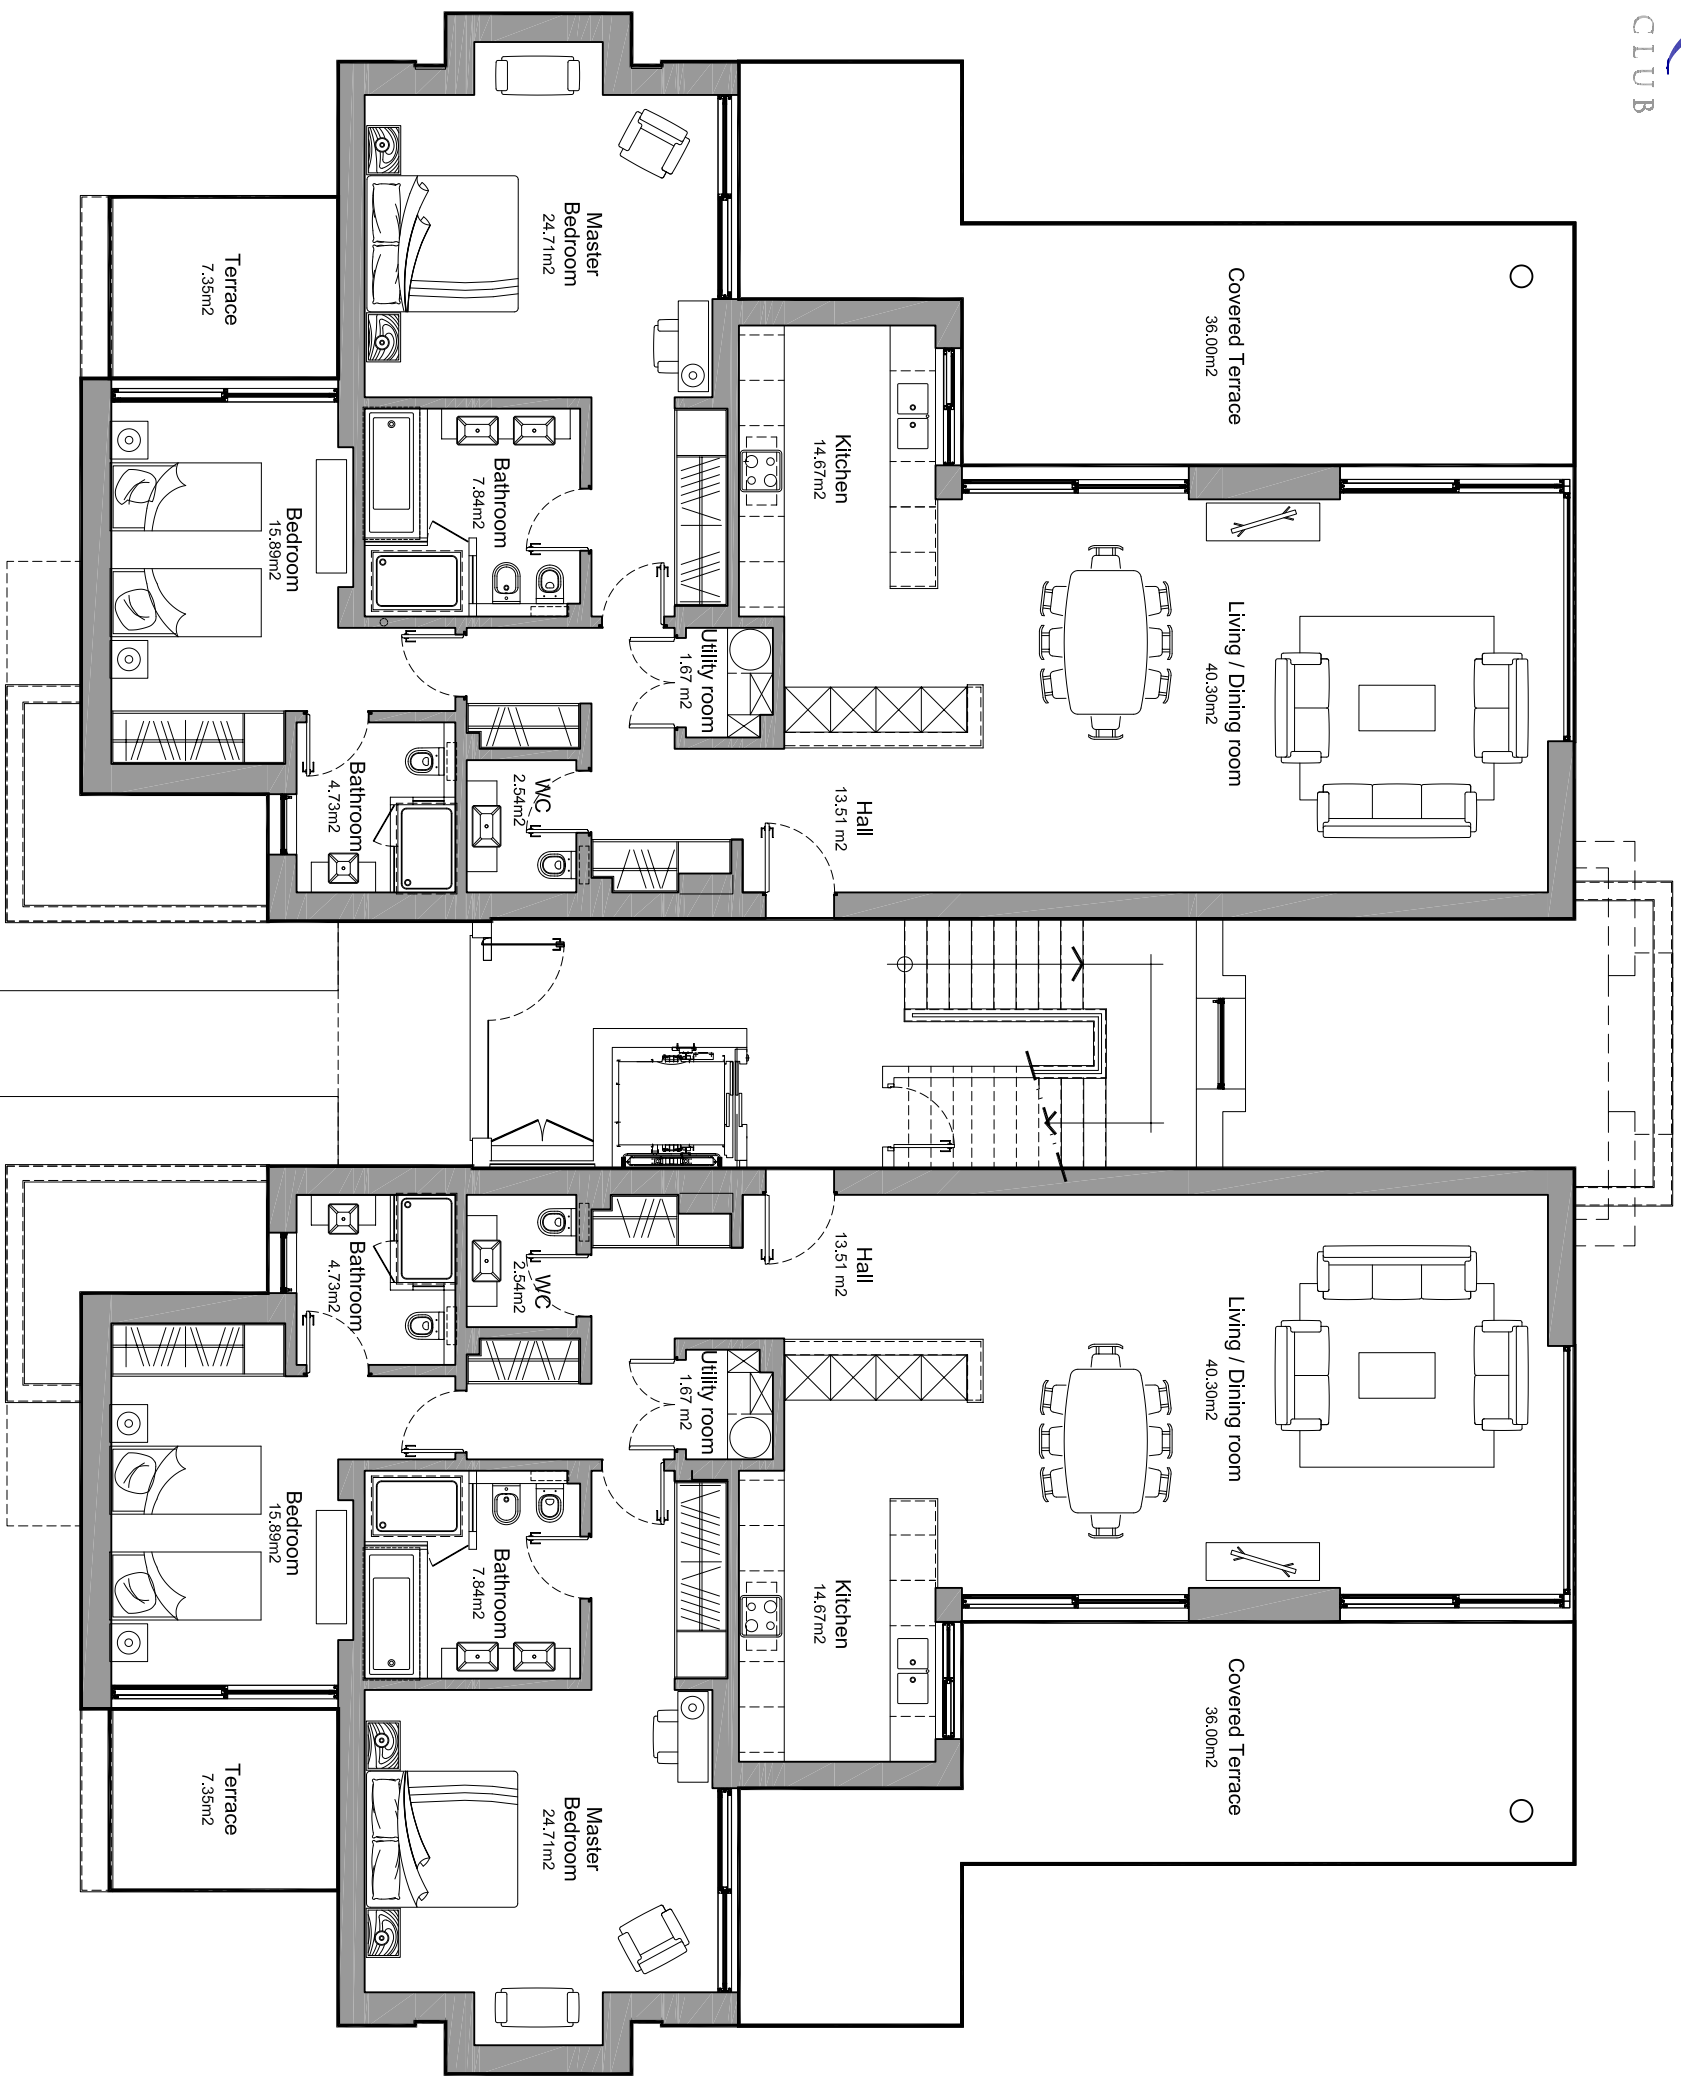 CLUB
Covered Terrace
36.00m2
Living / Dining room
40.30m2
Kitchen
14.67m2
Hall
13.51 m2
Utility room
1.67 m2
Master
Bedroom
24.71m2
Bathroom
7.84m2
WC
2.54m2
Bathroom
4.73m2
Bedroom
15.89m2
Terrace
7.35m2
Living / Dining room
40.30m2
Covered Terrace
36.00m2
Hall
13.51 m2
Kitchen
14.67m2
Utility room
1.67 m2
Master
Bedroom
24.71m2
WC
2.54m2
Bathroom
7.84m2
Bathroom
4.73m2
Bedroom
15.89m2
Terrace
7.35m2